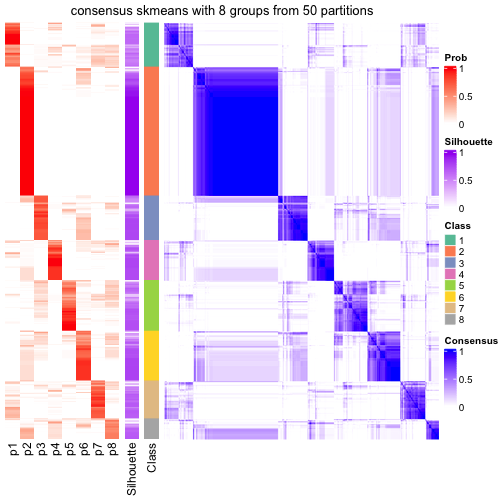 consensus skmeans with 8 groups from 50 partitions
Prob
1
0.5
0
Silhouette
1
0.5
0
Class
1
2
3
4
5
6
7
8
Consensus
1
0.5
0
p1
p2
p3
p4
p5
p6
p7
p8
Silhouette
Class